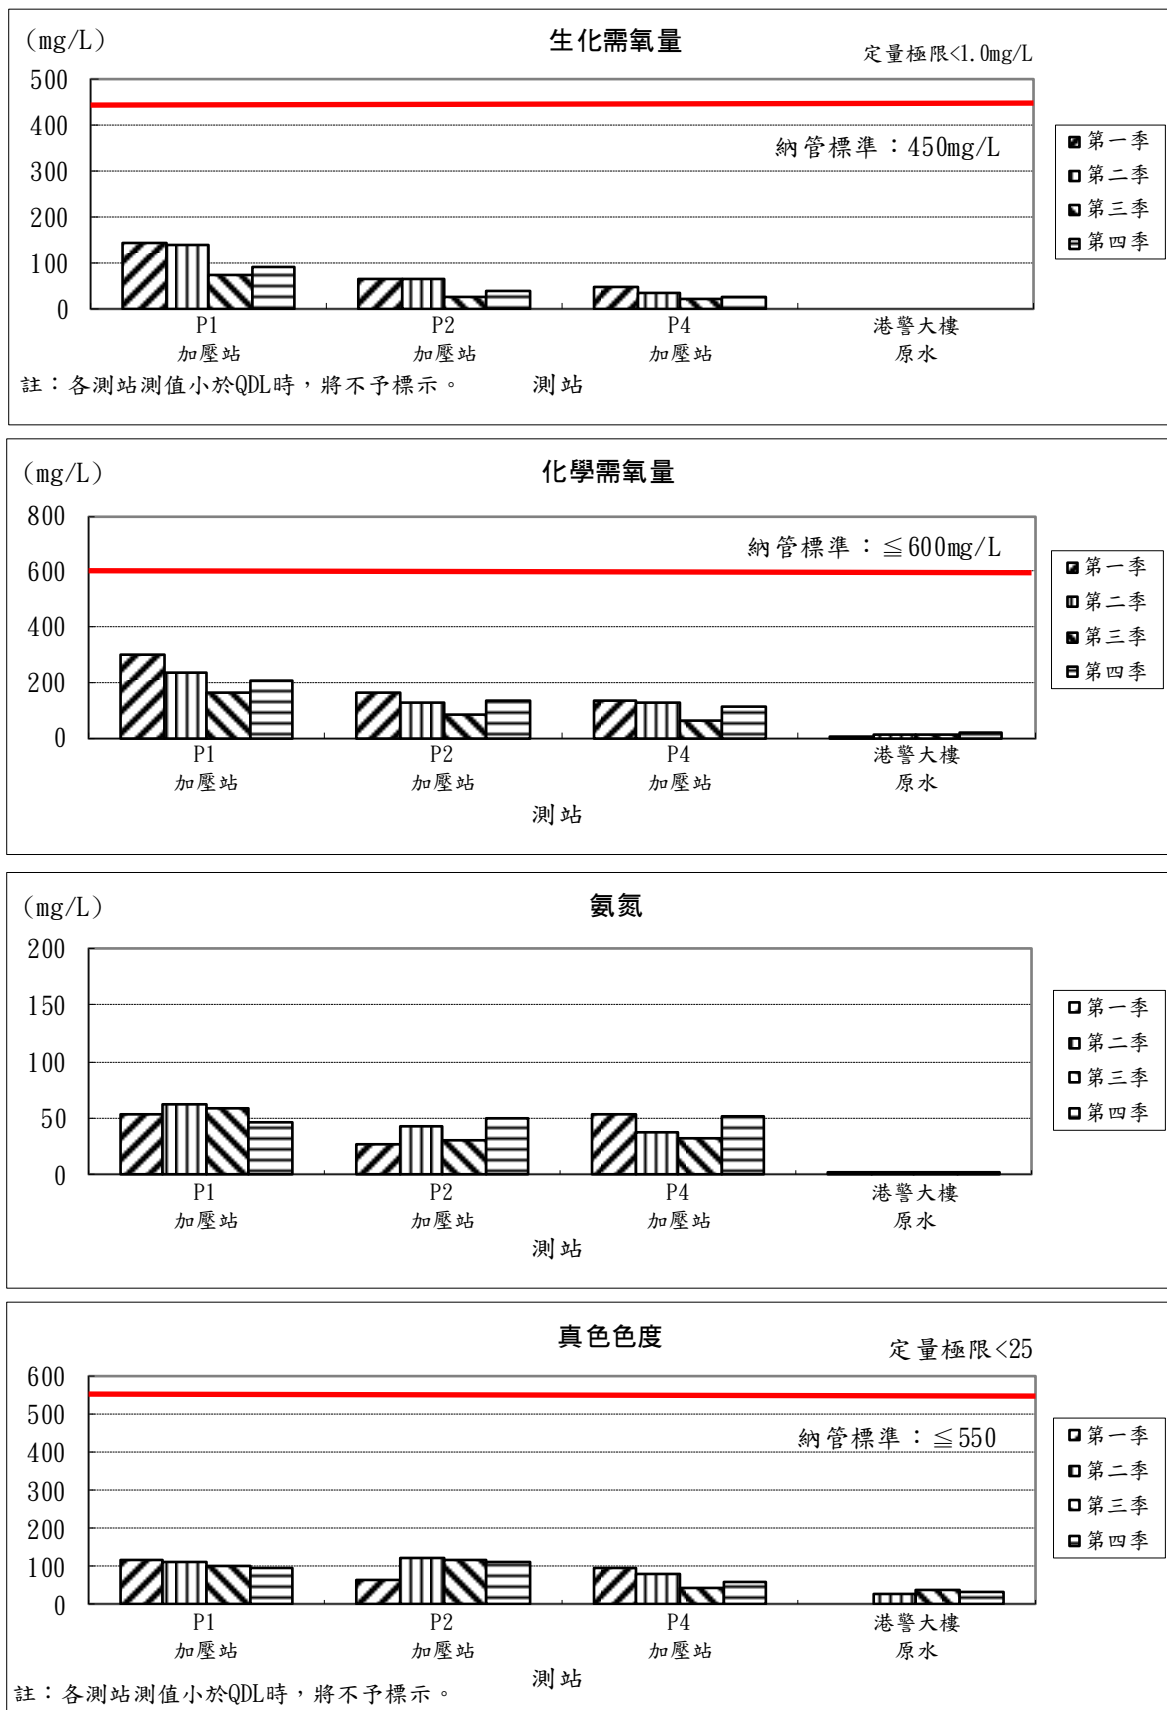 (mg/L)
生化需氧量
定量極限<1.0mg/L
500
400
300
200
100
0
納管標準：450mg/L
第一季
第二季
第三季
第四季
P1
加壓站
P2
加壓站
P4
加壓站
港警大樓
原水
註：各測站測值小於QDL時，將不予標示。
測站
(mg/L)
化學需氧量
800
600
400
200
0
納管標準：≦600mg/L
第一季
第二季
第三季
第四季
P1
加壓站
P2
加壓站
P4
加壓站
港警大樓
原水
測站
(mg/L)
氨氮
200
150
100
50
0
第一季
第二季
第三季
第四季
P1
加壓站
P2
加壓站
P4
加壓站
港警大樓
原水
測站
真色色度
定量極限<25
600
500
400
300
200
100
0
納管標準：≦550
第一季
第二季
第三季
第四季
P1
加壓站
P2
加壓站
P4
加壓站
港警大樓
原水
測站
註：各測站測值小於QDL時，將不予標示。